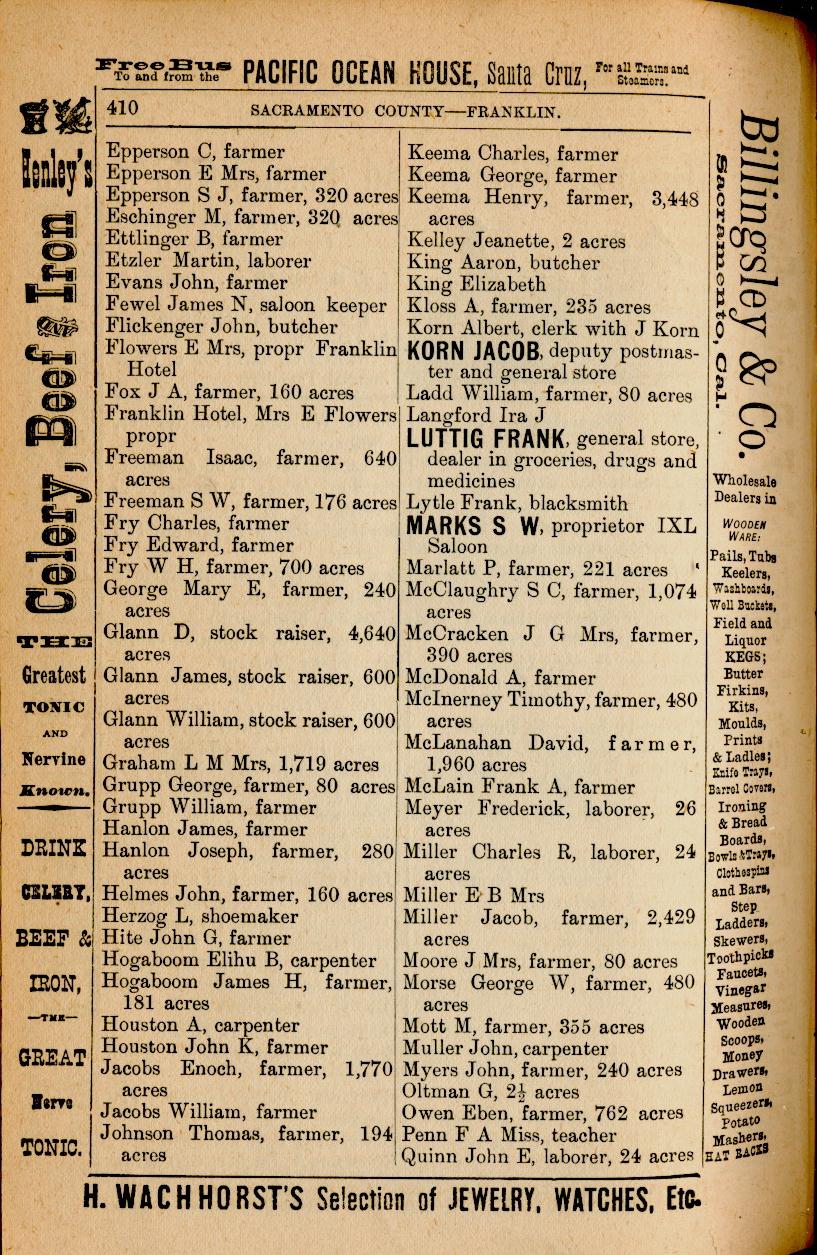 Free Bus
To and from the
PACIFIC OCEAN HOUSE, Santa Cruz,
For all Trains and
Steamers.
410
SACRAMENTO COUNTY—FRANKLIN.
Henley's
Celery, Beef and Iron
THE
Greatest
TONIC
AND
Nervine
Known.
DRINK
CELERY,
BEEF &
IRON,
—THE—
GREAT
Nerve
TONIC.
Epperson C, farmer
Epperson E Mrs, farmer
Epperson S J, farmer, 320 acres
Eschinger M, farmer, 320 acres
Ettlinger B, farmer
Etzler Martin, laborer
Evans John, farmer
Fewel James N, saloon keeper
Flickenger John, butcher
Flowers E Mrs, propr Franklin
Hotel
Fox J A, farmer, 160 acres
Franklin Hotel, Mrs E Flowers
propr
Freeman Isaac, farmer, 640
acres
Freeman S W, farmer, 176 acres
Fry Charles, farmer
Fry Edward, farmer
Fry W H, farmer, 700 acres
George Mary E, farmer, 240
acres
Glann D, stock raiser, 4,640
acres
Glann James, stock raiser, 600
acres
Glann William, stock raiser, 600
acres
Graham L M Mrs, 1,719 acres
Grupp George, farmer, 80 acres
Grupp William, farmer
Hanlon James, farmer
Hanlon Joseph, farmer, 280
acres
Helmes John, farmer, 160 acres
Herzog L, shoemaker
Hite John G, farmer
Hogaboom Elihu B, carpenter
Hogaboom James H, farmer,
181 acres
Houston A, carpenter
Houston John K, farmer
Jacobs Enoch, farmer, 1,770
acres
Jacobs William, farmer
Johnson Thomas, farmer, 194
acres
Keema Charles, farmer
Keema George, farmer
Keema Henry, farmer, 3,448
acres
Kelley Jeanette, 2 acres
King Aaron, butcher
King Elizabeth
Kloss A, farmer, 235 acres
Korn Albert, clerk with J Korn
KORN JACOB, deputy postmas-
ter and general store
Ladd William, farmer, 80 acres
Langford Ira J
LUTTIG FRANK, general store,
dealer in groceries, drugs and
medicines
Lytle Frank, blacksmith
MARKS S W, proprietor IXL
Saloon
Marlatt P, farmer, 221 acres
McClaughry S C, farmer, 1,074
acres
McCracken J G Mrs, farmer,
390 acres
McDonald A, farmer
McInerney Timothy, farmer, 480
acres
McLanahan David, farmer,
1,960 acres
McLain Frank A, farmer
Meyer Frederick, laborer, 26
acres
Miller Charles R, laborer, 24
acres
Miller E B Mrs
Miller Jacob, farmer, 2,429
acres
Moore J Mrs, farmer, 80 acres
Morse George W, farmer, 480
acres
Mott M, farmer, 355 acres
Muller John, carpenter
Myers John, farmer, 240 acres
Oltman G, 2½ acres
Owen Eben, farmer, 762 acres
Penn F A Miss, teacher
Quinn John E, laborer, 24 acres
Billingsley & Co.
Sacramento, Cal.
Wholesale
Dealers in
WOODEN
WARE:
Pails, Tubs
Keelers,
Washboards,
Well Buckets,
Field and
Liquor
KEGS;
Butter
Firkins,
Kits,
Moulds,
Prints
& Ladles;
Knife Trays,
Barrel Covers,
Ironing
& Bread
Boards,
Bowls & Trays,
Clothespins
and Bars,
Step
Ladders,
Skewers,
Toothpicks
Faucets,
Vinegar
Measures,
Wooden
Scoops,
Money
Drawers,
Lemon
Squeezers,
Potato
Mashers,
HAT RACKS
H. WACHHORST'S Selection of JEWELRY, WATCHES, Etc.